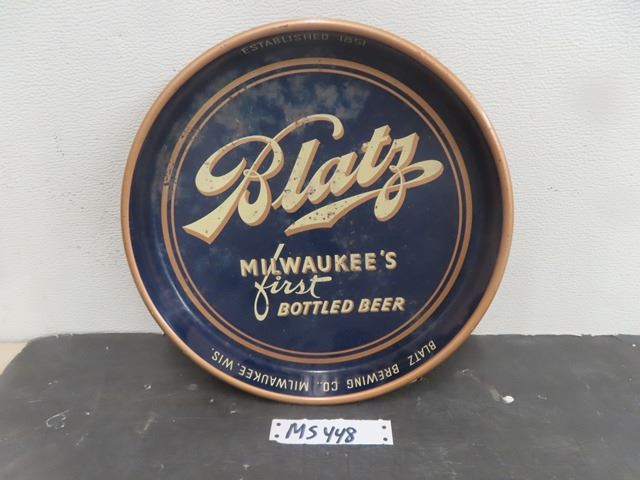 ESTABLISHED 1851
Blatz
MILWAUKEE'S
first
BOTTLED BEER
BLATZ BREWING CO., MILWAUKEE, WIS.
MS 448